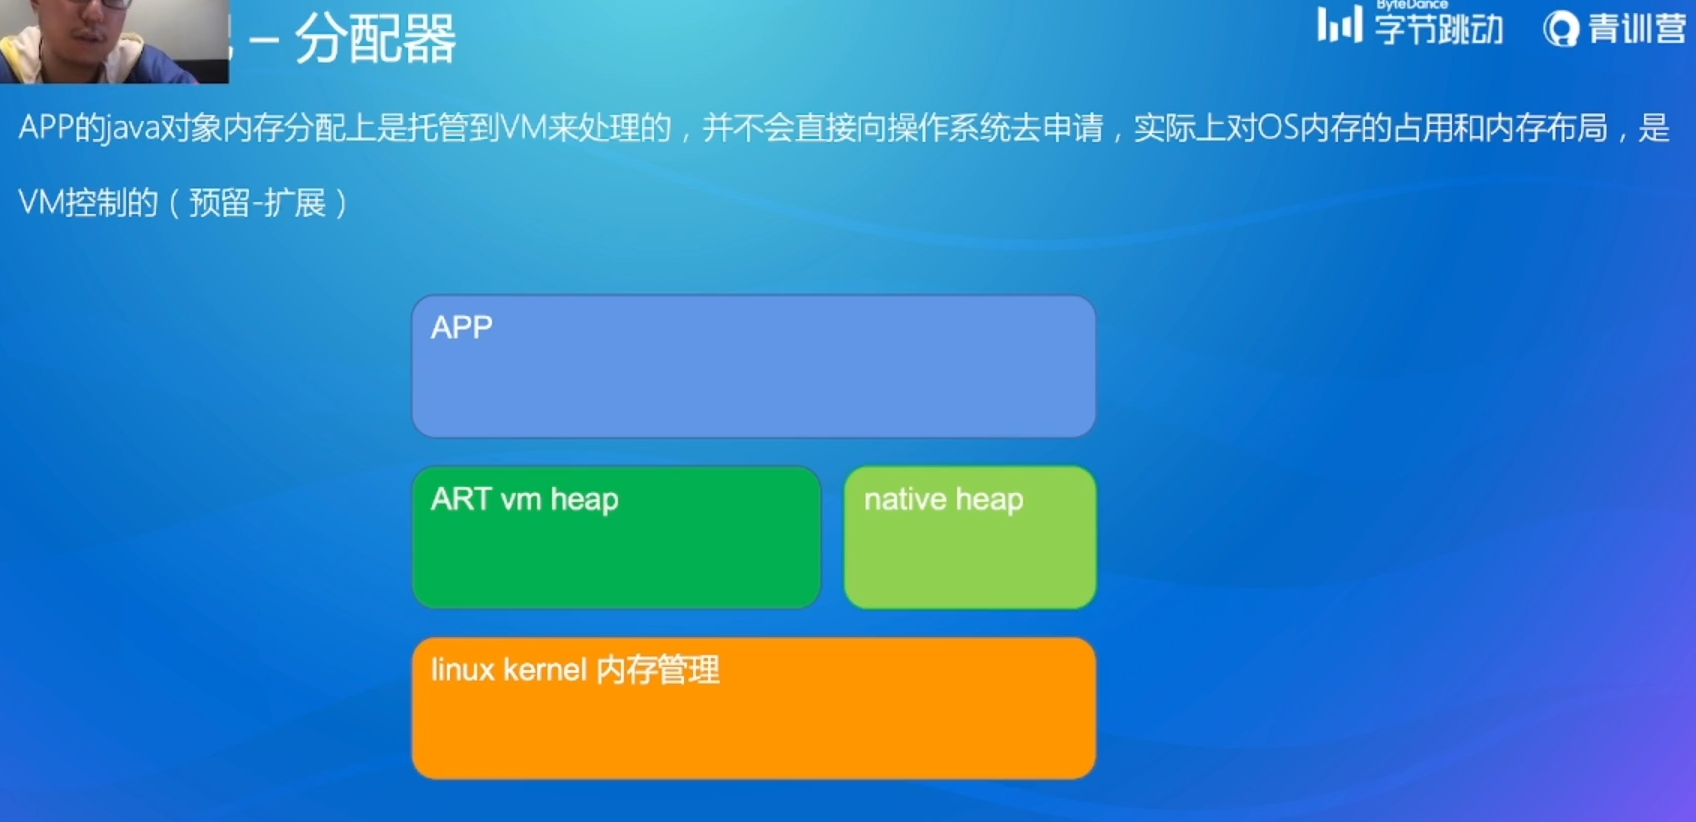 – 分配器
ByteDance
字节跳动
青训营
APP的java对象内存分配上是托管到VM来处理的，并不会直接向操作系统去申请，实际上对OS内存的占用和内存布局，是
VM控制的（预留-扩展）
APP
ART vm heap
native heap
linux kernel 内存管理